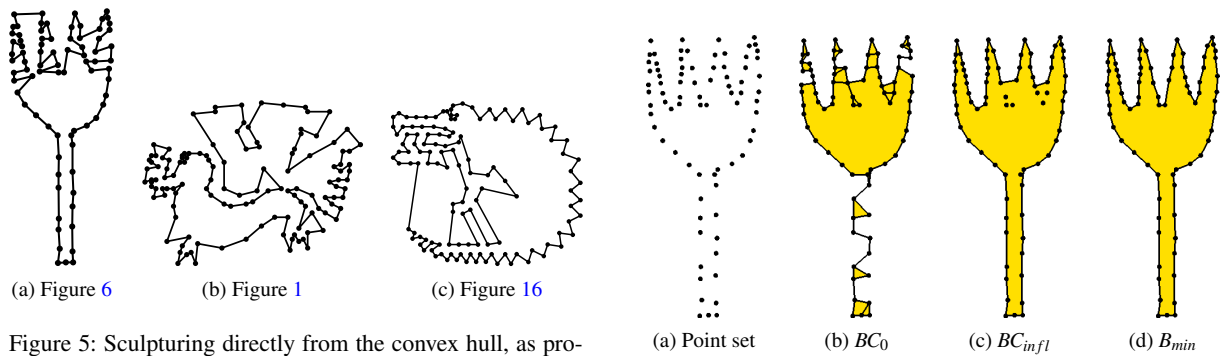 (a) Figure 6
(b) Figure 1
(c) Figure 16
Figure 5: Sculpturing directly from the convex hull, as pro-
(a) Point set
(b) BC0
(c) BCinfl
(d) Bmin